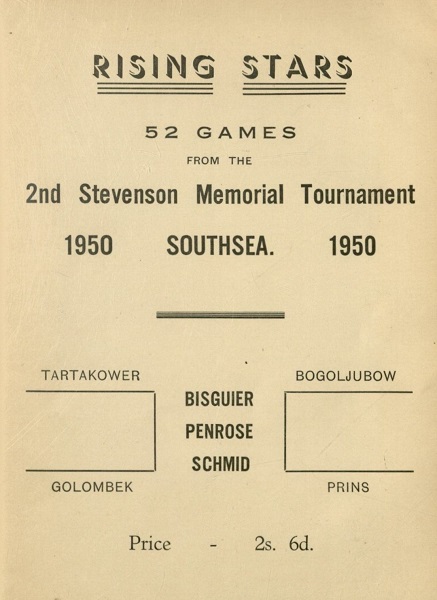 RISING STARS
52 GAMES
FROM THE
2nd Stevenson Memorial Tournament
1950 SOUTHSEA. 1950
TARTAKOWER BOGOLJUBOW
BISGUIER
PENROSE
SCHMID
GOLOMBEK PRINS
Price - 2s. 6d.